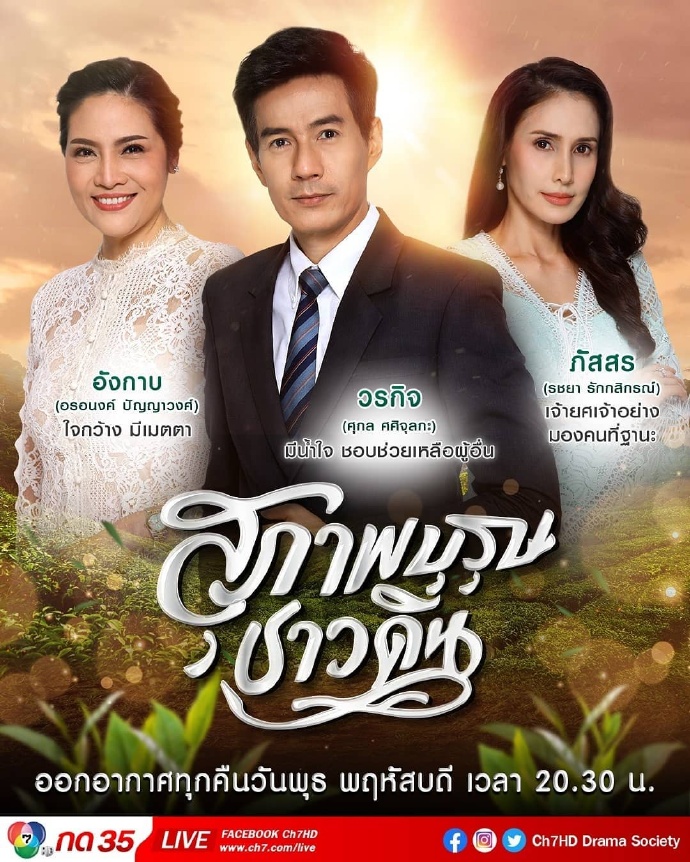 อังกาบ
(อรอนงค์ ปัญญาวงศ์)
ใจกว้าง มีเมตตา
วรกิจ
(ศุกล ศศิจุลกะ)
มีน้ำใจ ชอบช่วยเหลือผู้อื่น
ภัสสร
(รชยา รักกสิกรณ์)
เจ้ายศเจ้าอย่าง
มองคนที่ฐานะ
สุภาพบุรุษ
ชาวดิน
ออกอากาศทุกคืนวันพุธ พฤหัสบดี เวลา 20.30 น.
7 HD กด 35 LIVE FACEBOOK Ch7HD
www.ch7.com/live
Ch7HD Drama Society